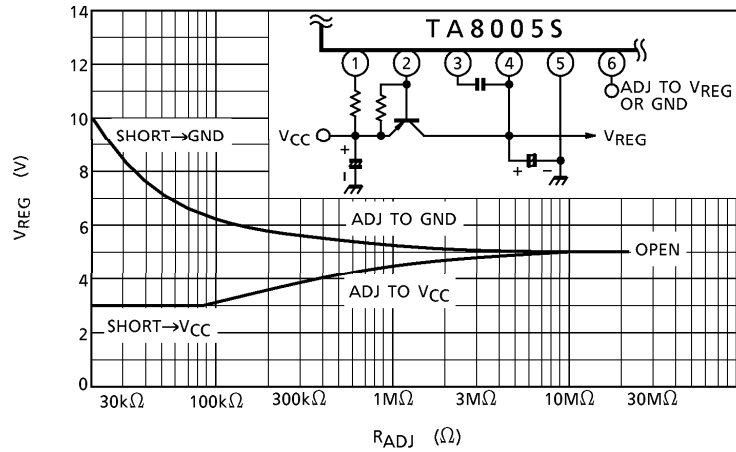 TA8005S
1 2 3 4 5 6
ADJ TO VREG
OR GND
VCC
+
-
+ -
VREG
14
12
10
8
6
4
2
0
VREG (V)
SHORT→GND
ADJ TO GND
OPEN
ADJ TO VCC
SHORT→VCC
30kΩ 100kΩ 300kΩ 1MΩ 3MΩ 10MΩ 30MΩ
RADJ (Ω)